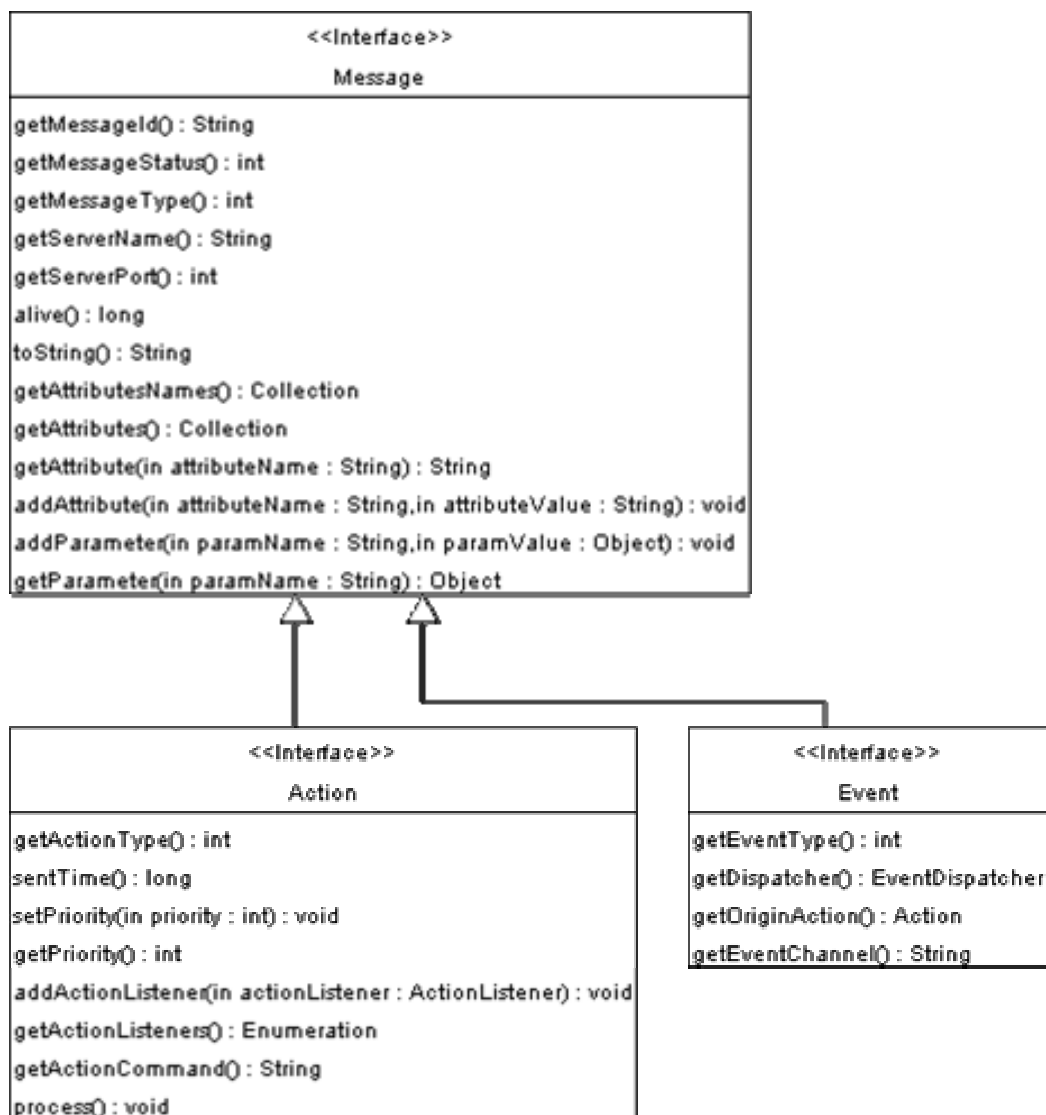 <<Interface>>
Message
getMessageId() : String
getMessageStatus() : int
getMessageType() : int
getServerName() : String
getServerPort() : int
alive() : long
toString() : String
getAttributesNames() : Collection
getAttributes() : Collection
getAttribute(in attributeName : String) : String
addAttribute(in attributeName : String,in attributeValue : String) : void
addParameter(in paramName : String,in paramValue : Object) : void
getParameter(in paramName : String) : Object
<<Interface>>
Action
getActionType() : int
sentTime() : long
setPriority(in priority : int) : void
getPriority() : int
addActionListener(in actionListener : ActionListener) : void
getActionListeners() : Enumeration
getActionCommand() : String
process() : void
<<Interface>>
Event
getEventType() : int
getDispatcher() : EventDispatcher
getOriginAction() : Action
getEventChannel() : String